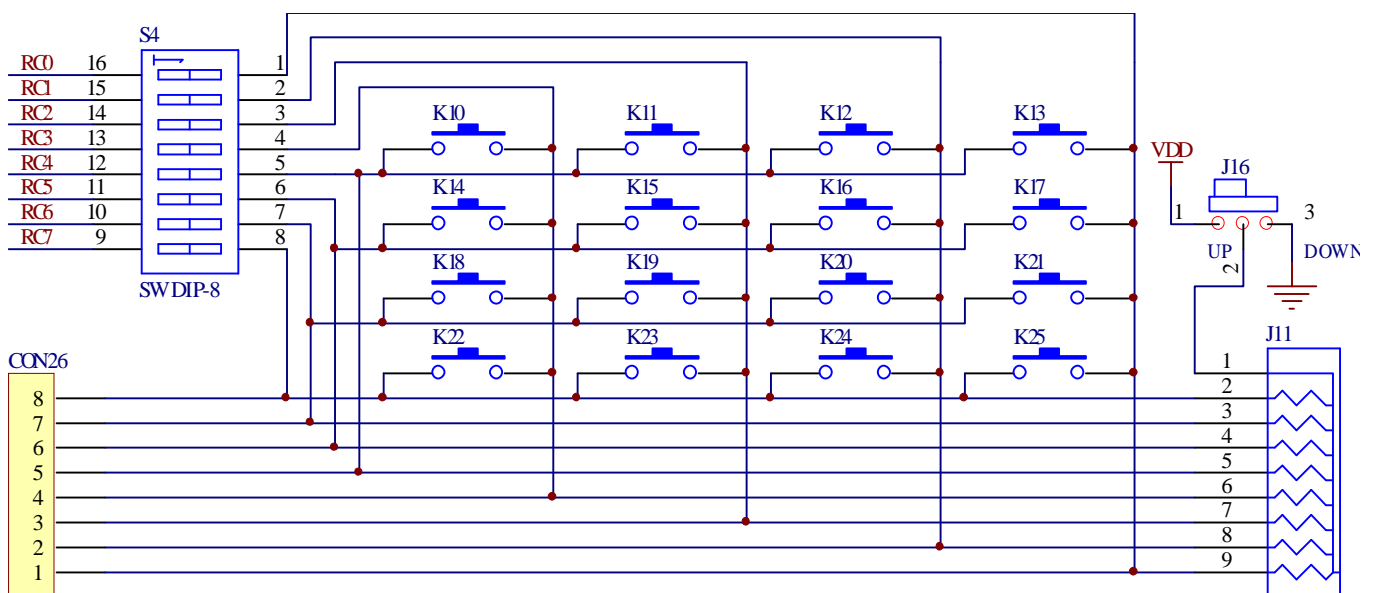 S4
RC0 16 1
RC1 15 2
RC2 14 3
RC3 13 4
RC4 12 5
RC5 11 6
RC6 10 7
RC7 9 8
SWDIP-8
K10 K11 K12 K13
K14 K15 K16 K17
K18 K19 K20 K21
K22 K23 K24 K25
VDD
J16
1 3
UP DOWN
2
CON26
8
7
6
5
4
3
2
1
J11
1
2
3
4
5
6
7
8
9